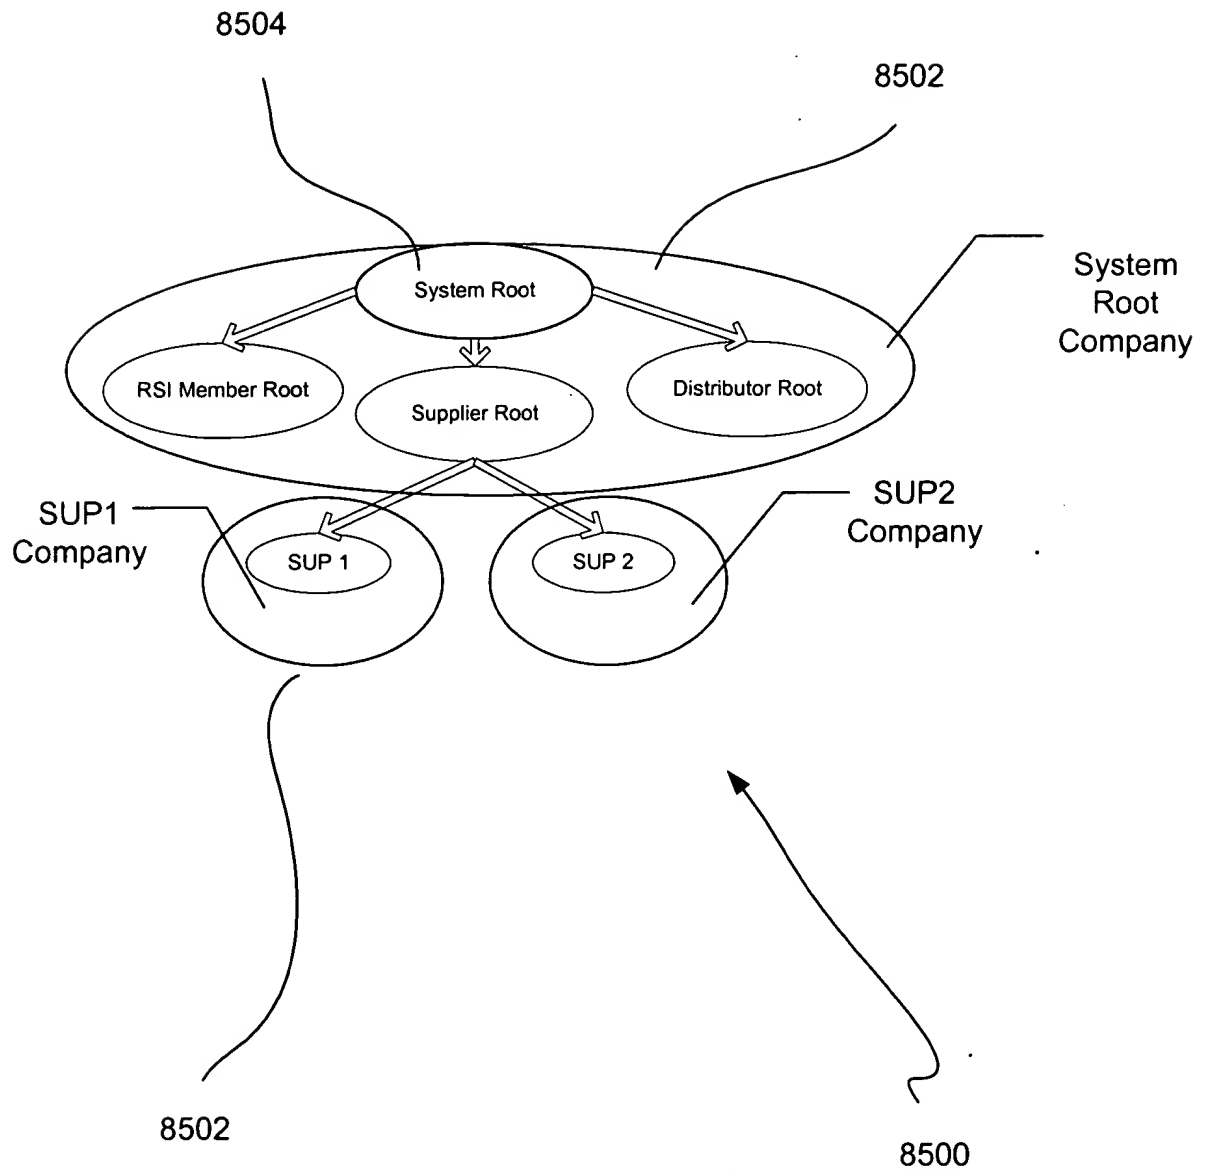 8504
8502
System
Root
Company
System Root
RSI Member Root
Supplier Root
Distributor Root
SUP1
Company
SUP2
Company
SUP 1
SUP 2
8502
8500